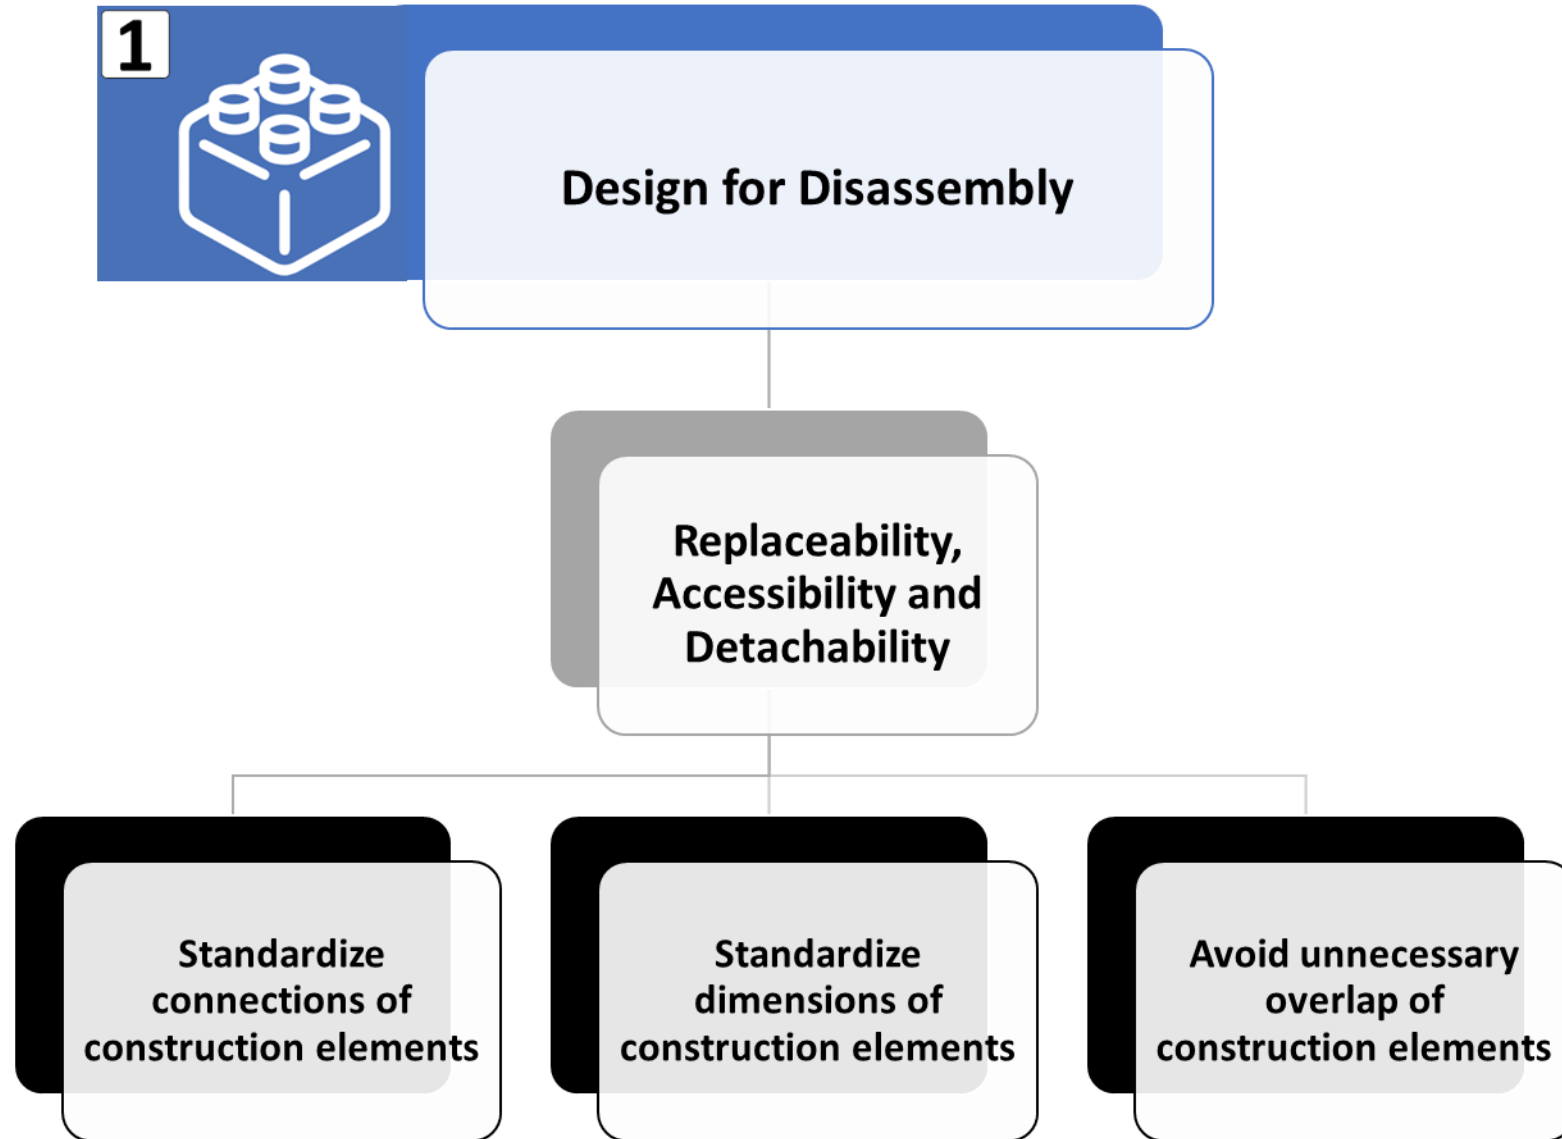 1
Design for Disassembly
Replaceability,
Accessibility and
Detachability
Standardize
connections of
construction elements
Standardize
dimensions of
construction elements
Avoid unnecessary
overlap of
construction elements